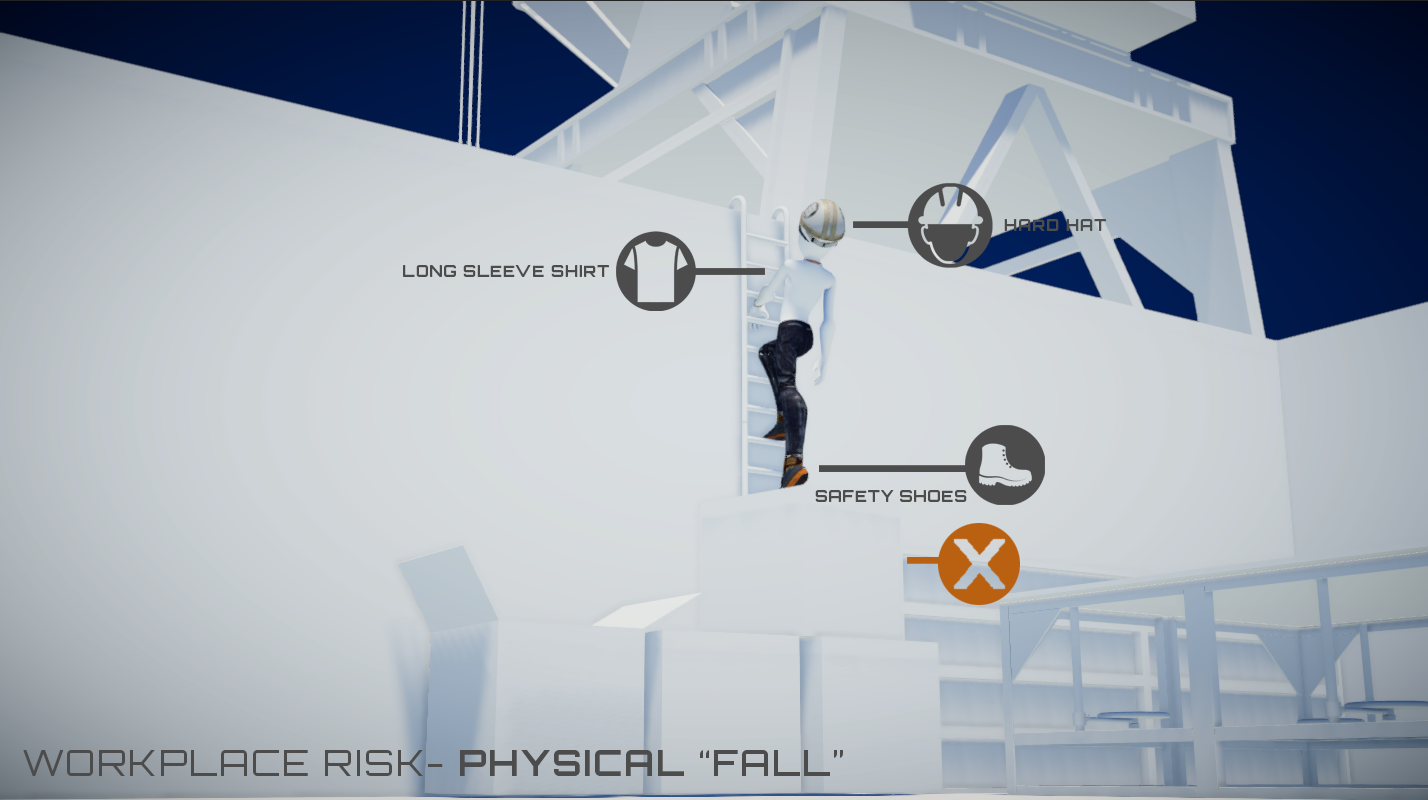 HARD HAT
LONG SLEEVE SHIRT
SAFETY SHOES
X
WORKPLACE RISK- PHYSICAL “FALL”